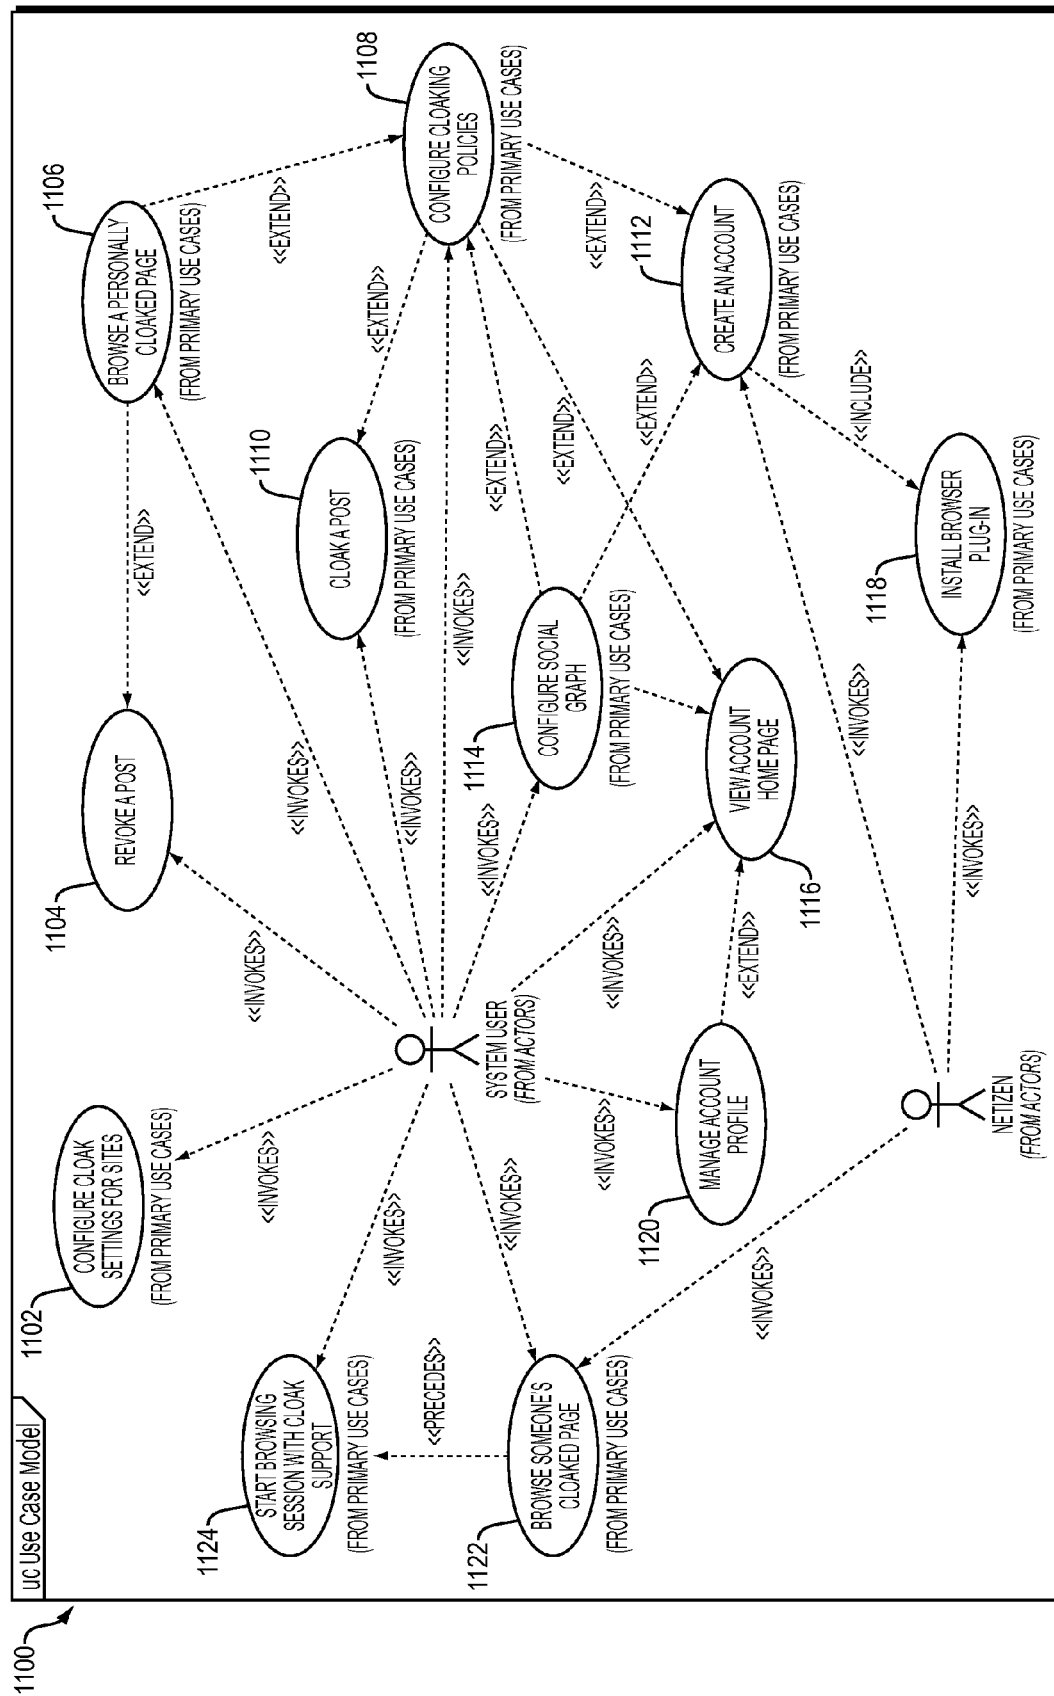 1100
uc Use Case Model
1124
START BROWSING
SESSION WITH CLOAK
SUPPORT
(FROM PRIMARY USE CASES)
1102
CONFIGURE CLOAK
SETTINGS FOR SITES
(FROM PRIMARY USE CASES)
1104
REVOKE A POST
1106
BROWSE A PERSONALLY
CLOAKED PAGE
(FROM PRIMARY USE CASES)
<<EXTEND>>
<<EXTEND>>
<<INVOKES>>
<<INVOKES>>
<<INVOKES>>
<<INVOKES>>
1110
CLOAK A POST
(FROM PRIMARY USE CASES)
<<EXTEND>>
1108
CONFIGURE CLOAKING
POLICIES
(FROM PRIMARY USE CASES)
<<PRECEDES>>
<<INVOKES>>
<<INVOKES>>
SYSTEM USER
(FROM ACTORS)
<<INVOKES>>
<<INVOKES>>
1122
BROWSE SOMEONE'S
CLOAKED PAGE
(FROM PRIMARY USE CASES)
1114
CONFIGURE SOCIAL
GRAPH
(FROM PRIMARY USE CASES)
<<EXTEND>>
<<EXTEND>>
<<EXTEND>>
<<EXTEND>>
<<INVOKES>>
<<INVOKES>>
1120
MANAGE ACCOUNT
PROFILE
<<EXTEND>>
1116
VIEW ACCOUNT
HOME PAGE
1112
CREATE AN ACCOUNT
(FROM PRIMARY USE CASES)
<<INCLUDE>>
<<INVOKES>>
<<INVOKES>>
<<INVOKES>>
NETIZEN
(FROM ACTORS)
1118
INSTALL BROWSER
PLUG-IN
(FROM PRIMARY USE CASES)